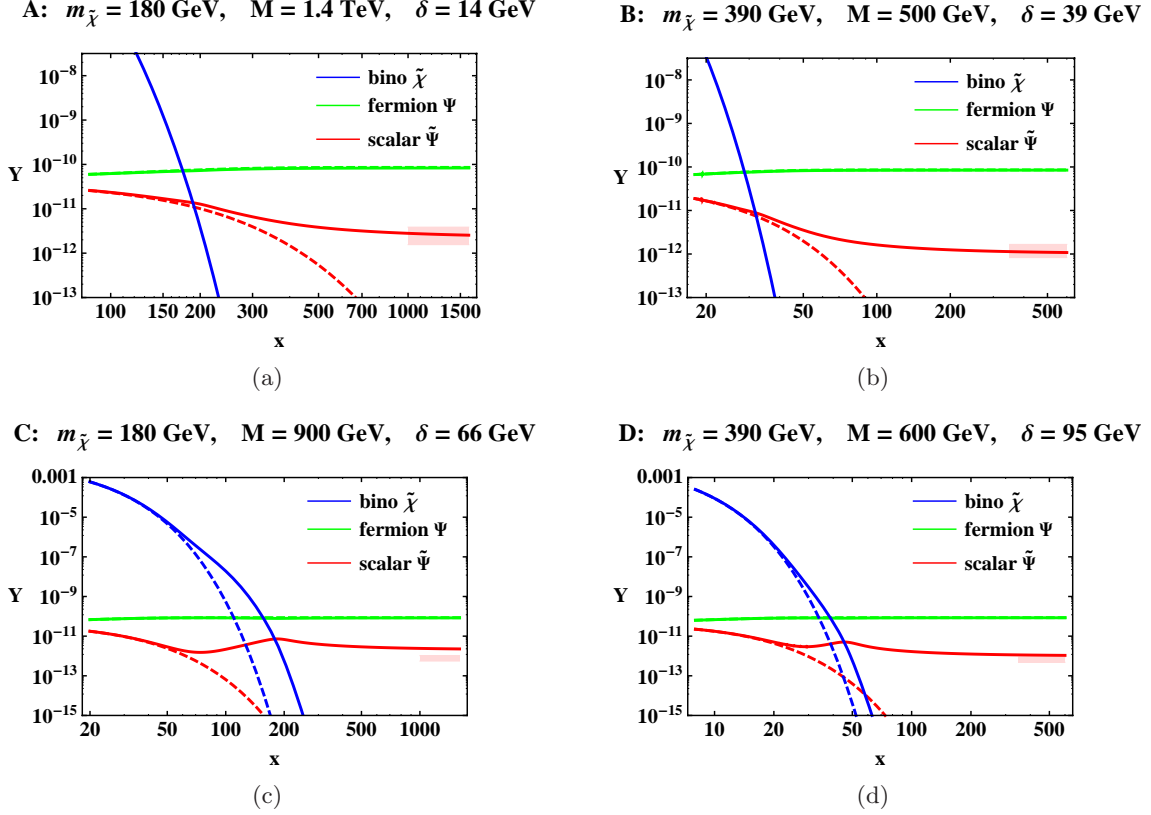 A: m_χ̃ = 180 GeV, M = 1.4 TeV, δ = 14 GeV
10⁻⁸
10⁻⁹
10⁻¹⁰
10⁻¹¹
10⁻¹²
10⁻¹³
Y
bino χ̃
fermion Ψ
scalar Ψ̃
100 150 200 300 500 700 1000 1500
x
(a)
B: m_χ̃ = 390 GeV, M = 500 GeV, δ = 39 GeV
10⁻⁸
10⁻⁹
10⁻¹⁰
10⁻¹¹
10⁻¹²
10⁻¹³
Y
bino χ̃
fermion Ψ
scalar Ψ̃
20 50 100 200 500
x
(b)
C: m_χ̃ = 180 GeV, M = 900 GeV, δ = 66 GeV
0.001
10⁻⁵
10⁻⁷
10⁻⁹
10⁻¹¹
10⁻¹³
10⁻¹⁵
Y
bino χ̃
fermion Ψ
scalar Ψ̃
20 50 100 200 500 1000
x
(c)
D: m_χ̃ = 390 GeV, M = 600 GeV, δ = 95 GeV
0.001
10⁻⁵
10⁻⁷
10⁻⁹
10⁻¹¹
10⁻¹³
10⁻¹⁵
Y
bino χ̃
fermion Ψ
scalar Ψ̃
10 20 50 100 200 500
x
(d)